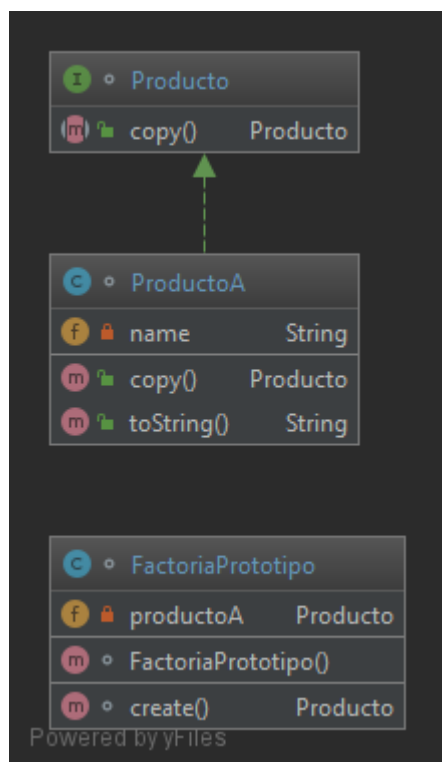 I Producto
m copy() Producto
C ProductoA
f name String
m copy() Producto
m toString() String
C FactoriaPrototipo
f productoA Producto
m FactoriaPrototipo()
m create() Producto
Powered by yFiles